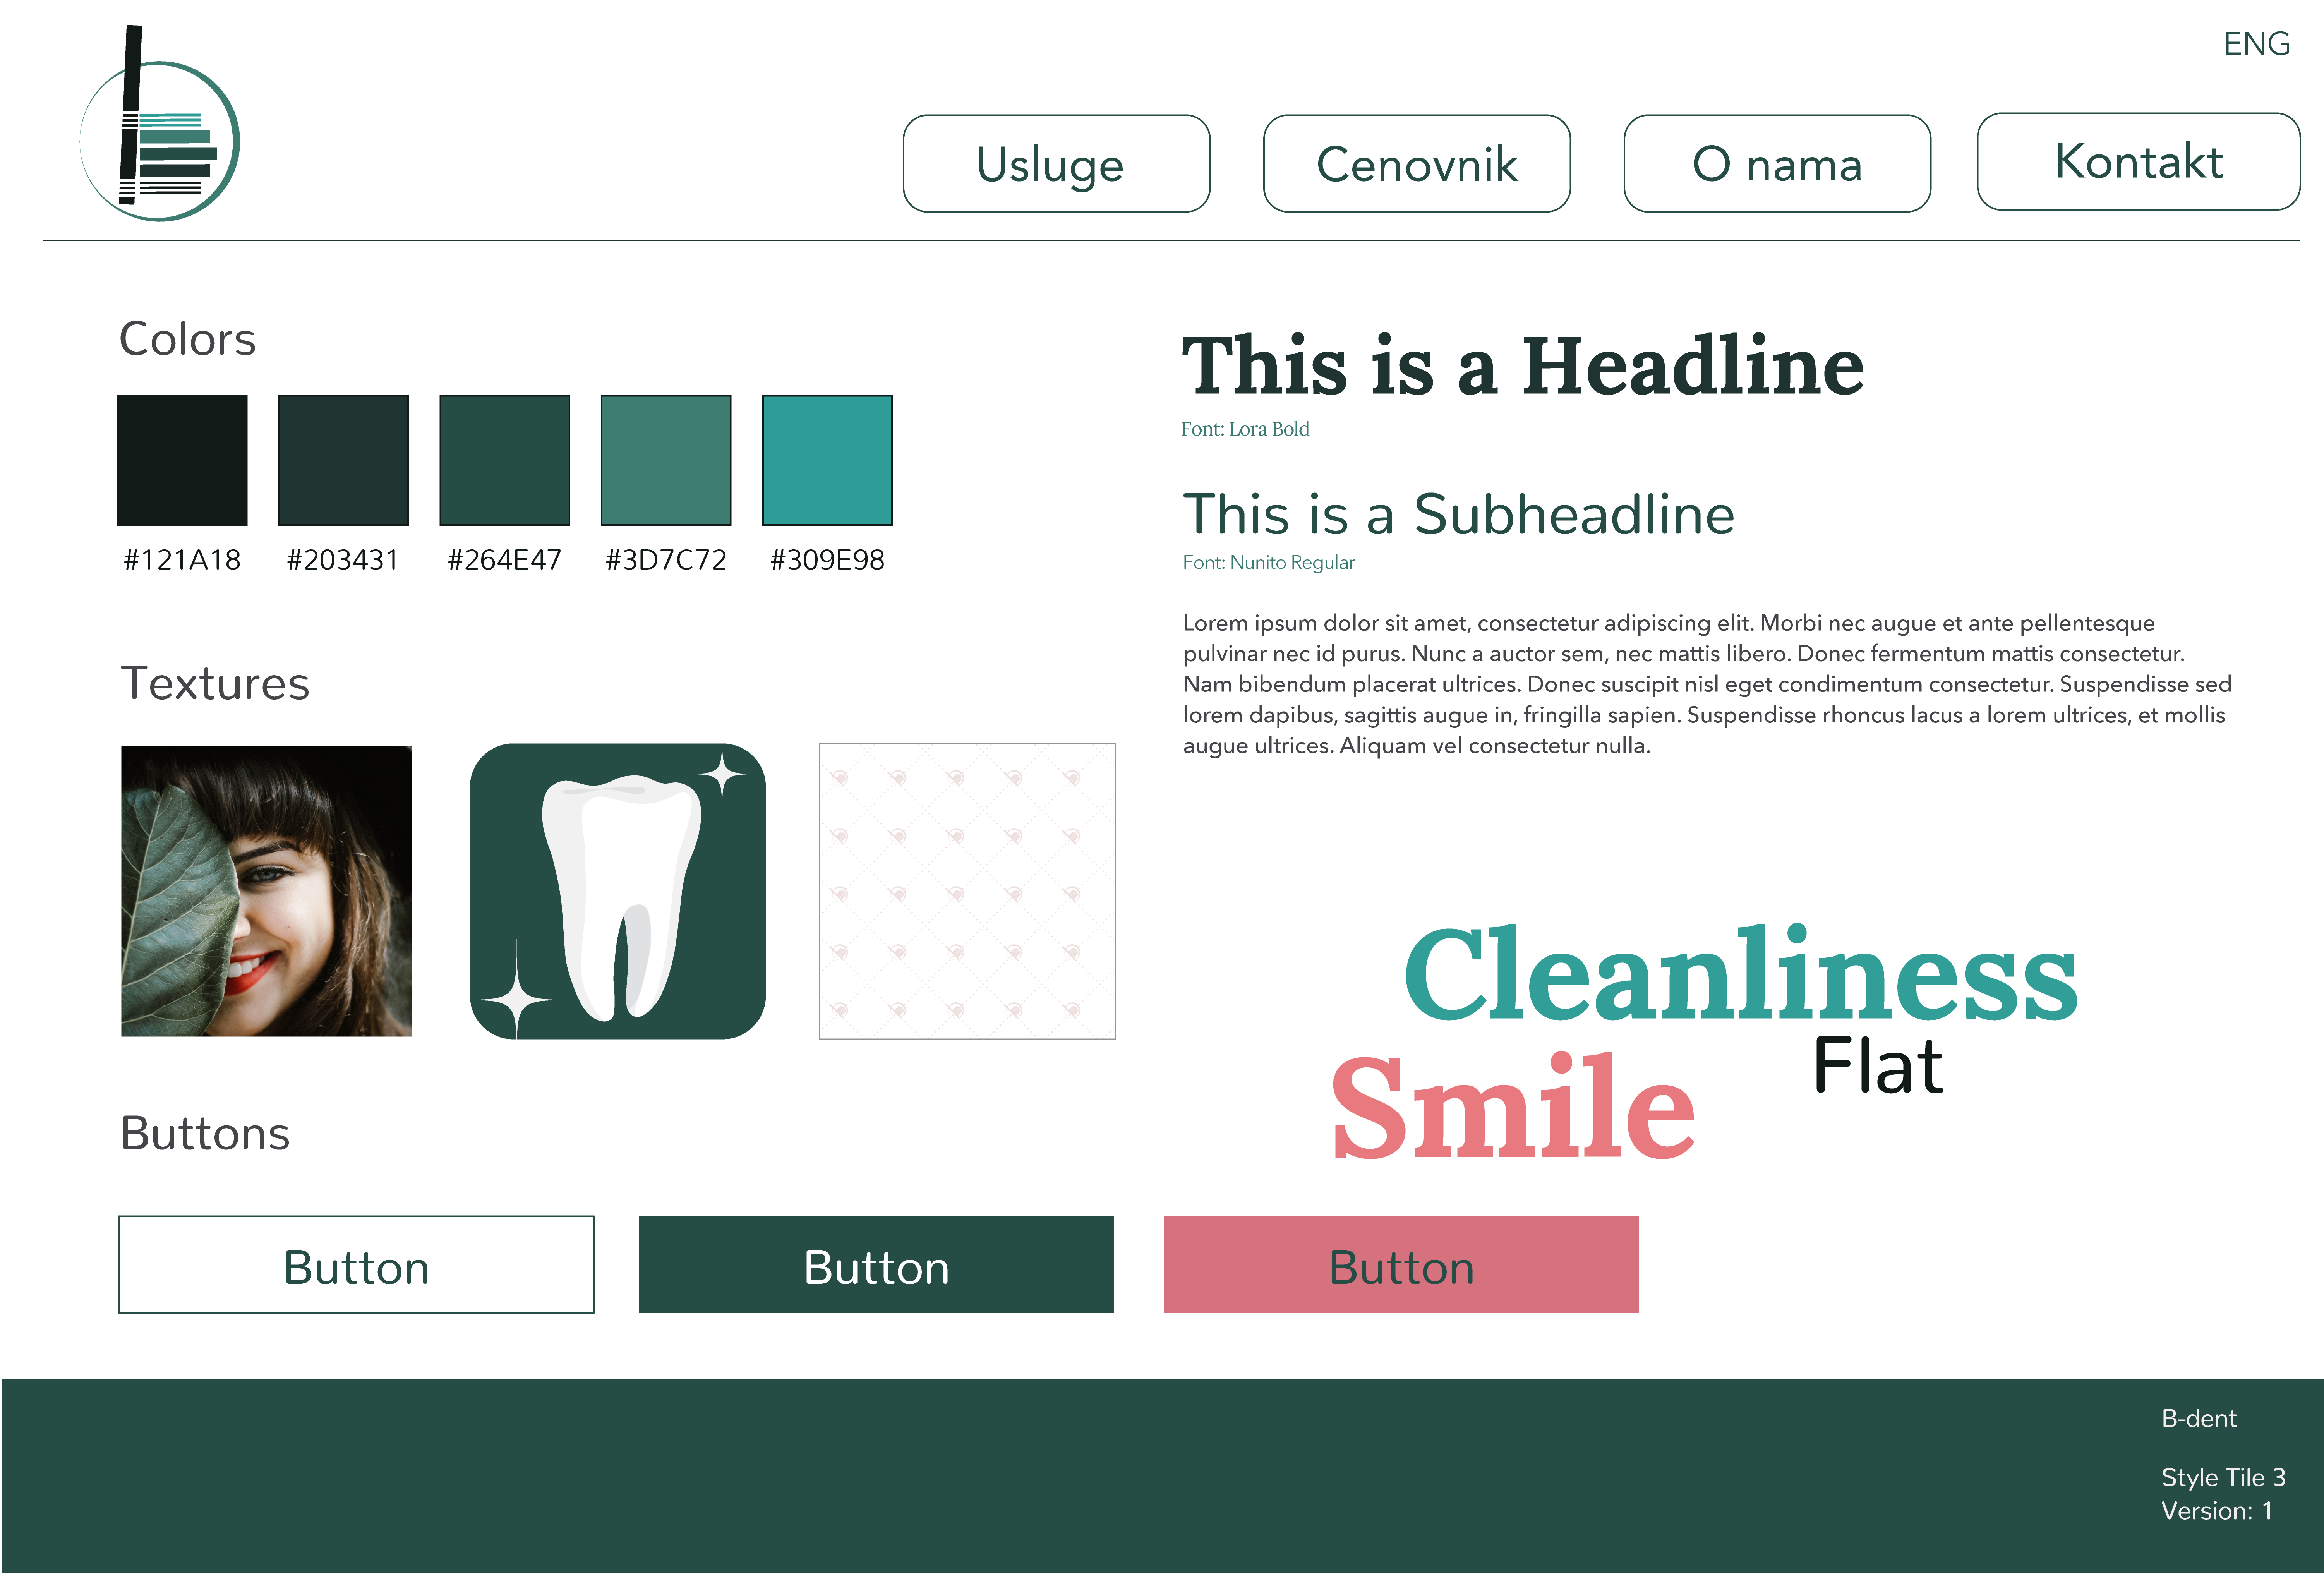 ENG
Usluge
Cenovnik
O nama
Kontakt
Colors
#121A18
#203431
#264E47
#3D7C72
#309E98
Textures
Buttons
Button
Button
Button
This is a Headline
Font: Lora Bold
This is a Subheadline
Font: Nunito Regular
Lorem ipsum dolor sit amet, consectetur adipiscing elit. Morbi nec augue et ante pellentesque
pulvinar nec id purus. Nunc a auctor sem, nec mattis libero. Donec fermentum mattis consectetur.
Nam bibendum placerat ultrices. Donec suscipit nisl eget condimentum consectetur. Suspendisse sed
lorem dapibus, sagittis augue in, fringilla sapien. Suspendisse rhoncus lacus a lorem ultrices, et mollis
augue ultrices. Aliquam vel consectetur nulla.
Cleanliness
Flat
Smile
B-dent
Style Tile 3
Version: 1